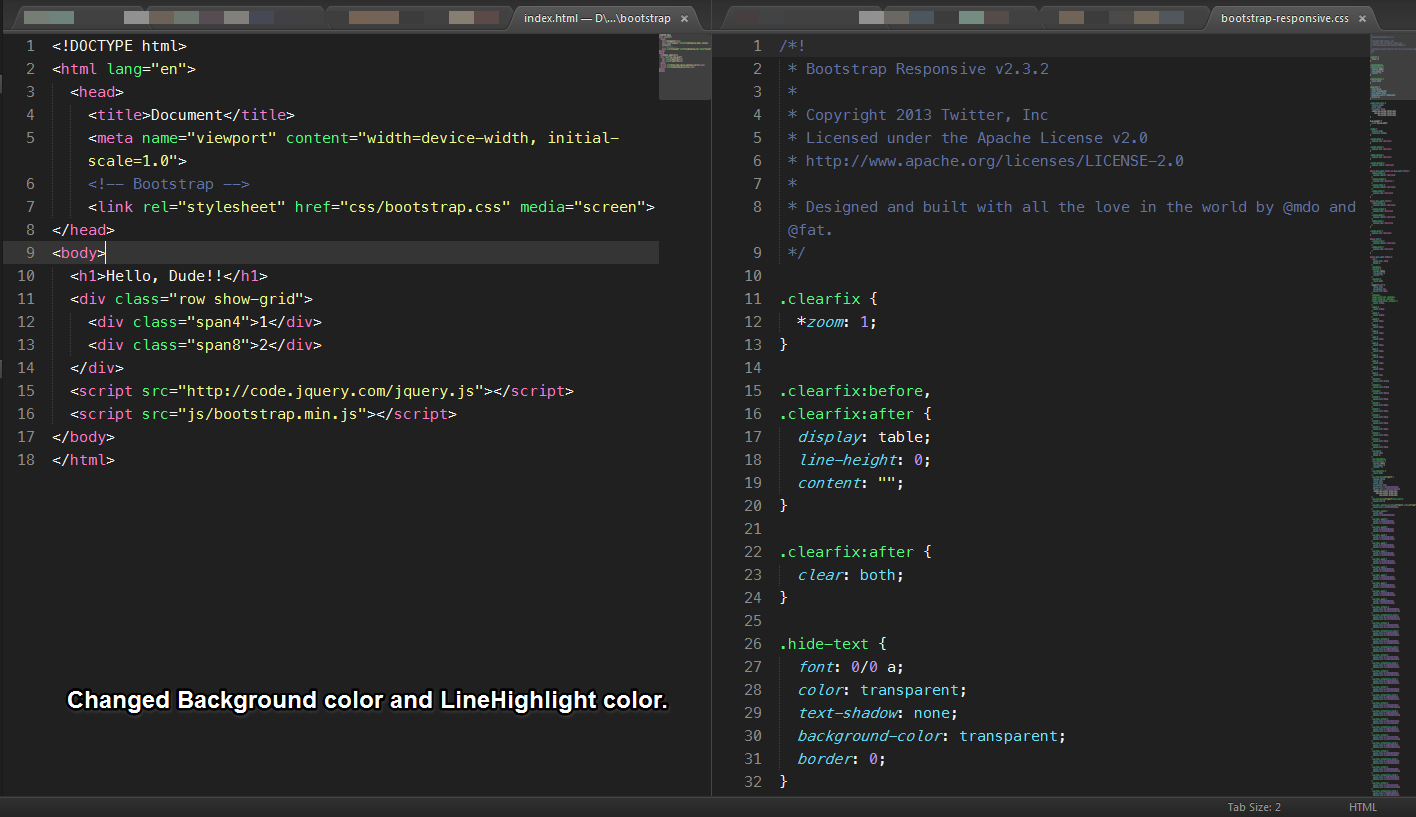 index.html — D\...\bootstrap ×
bootstrap-responsive.css ×
1 <!DOCTYPE html>
2 <html lang="en">
3 <head>
4 <title>Document</title>
5 <meta name="viewport" content="width=device-width, initial-
scale=1.0">
6 <!-- Bootstrap -->
7 <link rel="stylesheet" href="css/bootstrap.css" media="screen">
8 </head>
9 <body>
10 <h1>Hello, Dude!!</h1>
11 <div class="row show-grid">
12 <div class="span4">1</div>
13 <div class="span8">2</div>
14 </div>
15 <script src="http://code.jquery.com/jquery.js"></script>
16 <script src="js/bootstrap.min.js"></script>
17 </body>
18 </html>
Changed Background color and LineHighlight color.
1 /*!
2 * Bootstrap Responsive v2.3.2
3 *
4 * Copyright 2013 Twitter, Inc
5 * Licensed under the Apache License v2.0
6 * http://www.apache.org/licenses/LICENSE-2.0
7 *
8 * Designed and built with all the love in the world by @mdo and
@fat.
9 */
10
11 .clearfix {
12 *zoom: 1;
13 }
14
15 .clearfix:before,
16 .clearfix:after {
17 display: table;
18 line-height: 0;
19 content: "";
20 }
21
22 .clearfix:after {
23 clear: both;
24 }
25
26 .hide-text {
27 font: 0/0 a;
28 color: transparent;
29 text-shadow: none;
30 background-color: transparent;
31 border: 0;
32 }
Tab Size: 2
HTML